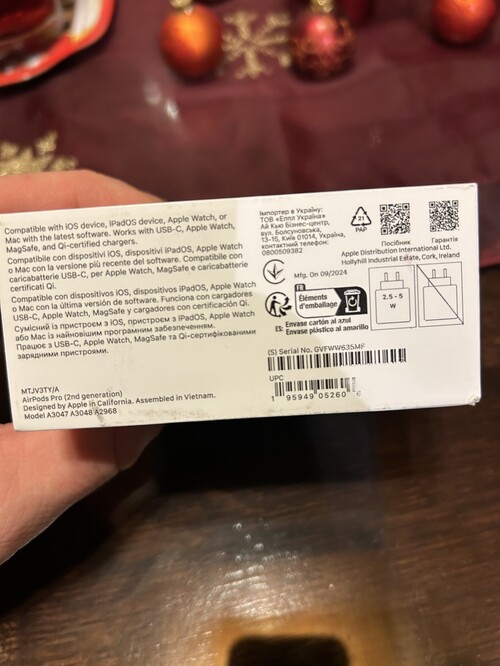 Compatible with iOS device, iPadOS device, Apple Watch, or
Mac with the latest software. Works with USB-C, Apple Watch,
MagSafe, and Qi-certified chargers.
Compatibile con dispositivi iOS, dispositivi iPadOS, Apple Watch
o Mac con la versione più recente del software. Compatibile con
caricabatterie USB-C, per Apple Watch, MagSafe e caricabatterie
certificati Qi.
Compatibles con dispositivos iOS, dispositivos iPadOS, Apple Watch
o Mac con la última versión de software. Funciona con cargadores
USB-C, Apple Watch, MagSafe y cargadores con certificación Qi.
Сумісний із пристроєм з iOS, пристроєм з iPadOS, Apple Watch
або Mac із найновішим програмним забезпеченням.
Працює з USB-C, Apple Watch, MagSafe та Qi-сертифікованими
зарядними пристроями.
MTJV3TY/A
AirPods Pro (2nd generation)
Designed by Apple in California. Assembled in Vietnam.
Model A3047 A3048 A2968
Імпортер в Україну:
ТОВ «Еппл Україна»
Ай Кью Бізнес-центр,
вул. Болсуновська,
13-15, Київ 01014, Україна,
контактний телефон:
0800509382
21
PAP
Посібник
Гарантія
Apple Distribution International Ltd.
Hollyhill Industrial Estate, Cork, Ireland
Mfg. On 09/2024
FR
Éléments
d'emballage
ES: Envase cartón al azul
Envase plástico al amarillo
2.5 - 5
W
(S) Serial No. GVFWW635MF
UPC
1 95949 05260